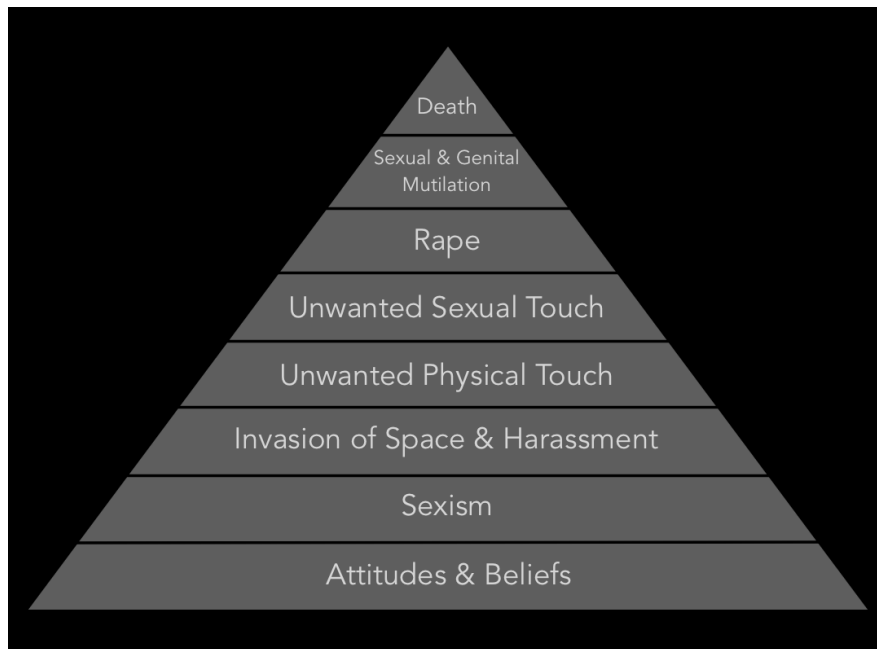 Death
Sexual & Genital
Mutilation
Rape
Unwanted Sexual Touch
Unwanted Physical Touch
Invasion of Space & Harassment
Sexism
Attitudes & Beliefs